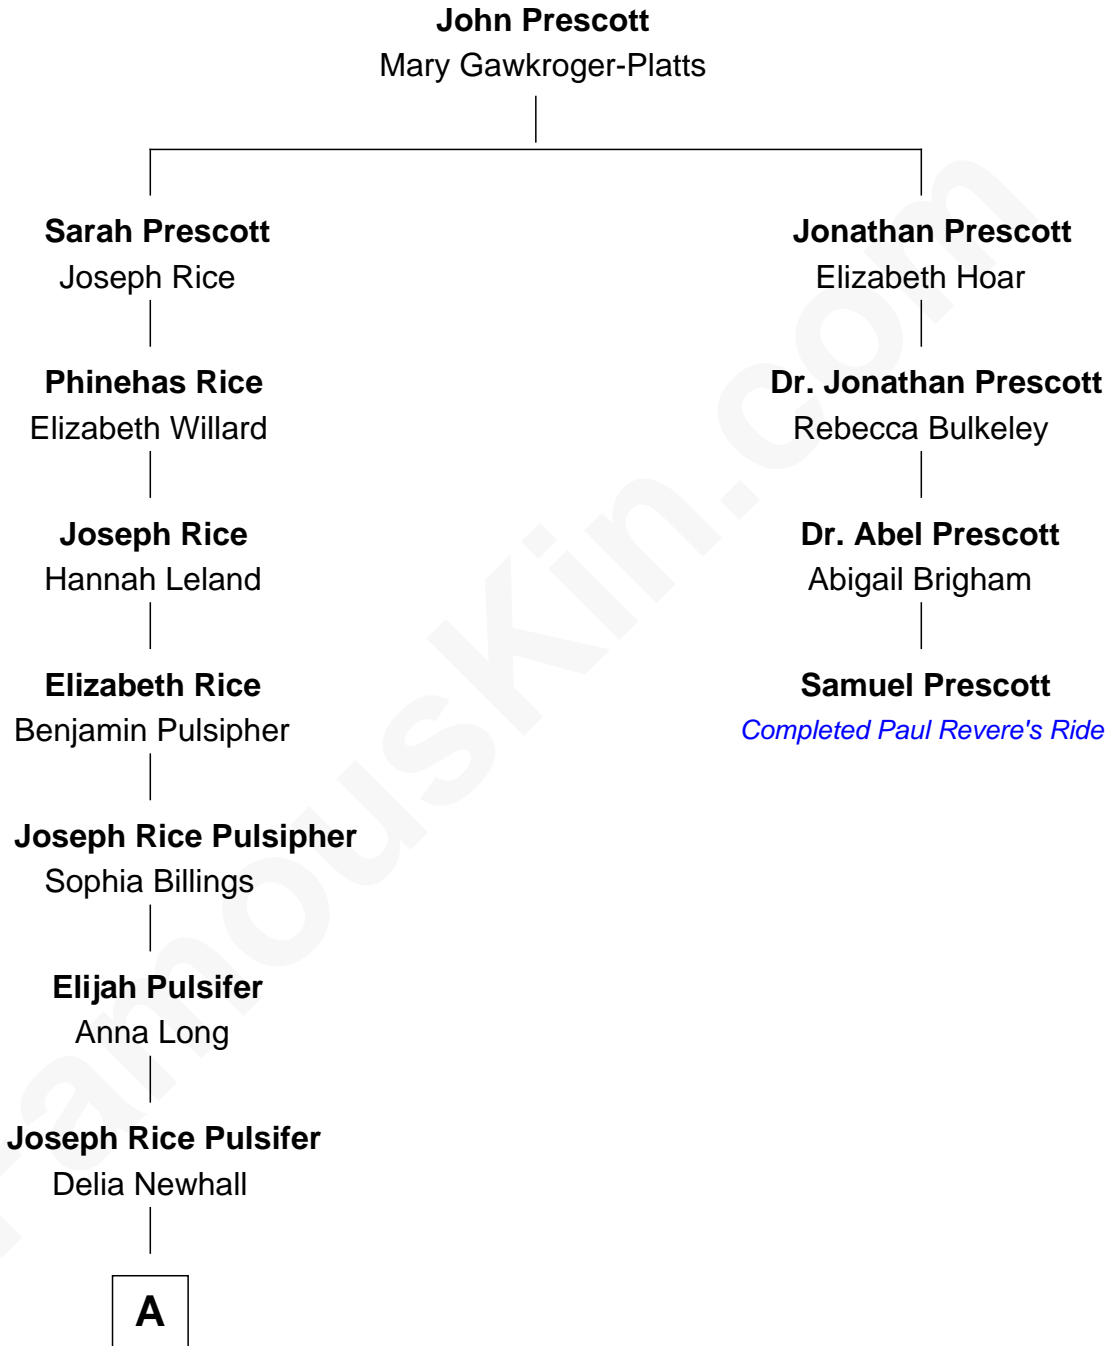 John Prescott
Mary Gawkroger-Platts
Sarah Prescott
Joseph Rice
Jonathan Prescott
Elizabeth Hoar
Phinehas Rice
Elizabeth Willard
Dr. Jonathan Prescott
Rebecca Bulkeley
Joseph Rice
Hannah Leland
Dr. Abel Prescott
Abigail Brigham
Elizabeth Rice
Benjamin Pulsipher
Samuel Prescott
Completed Paul Revere's Ride
Joseph Rice Pulsipher
Sophia Billings
Elijah Pulsifer
Anna Long
Joseph Rice Pulsifer
Delia Newhall
A
FamousKin.com